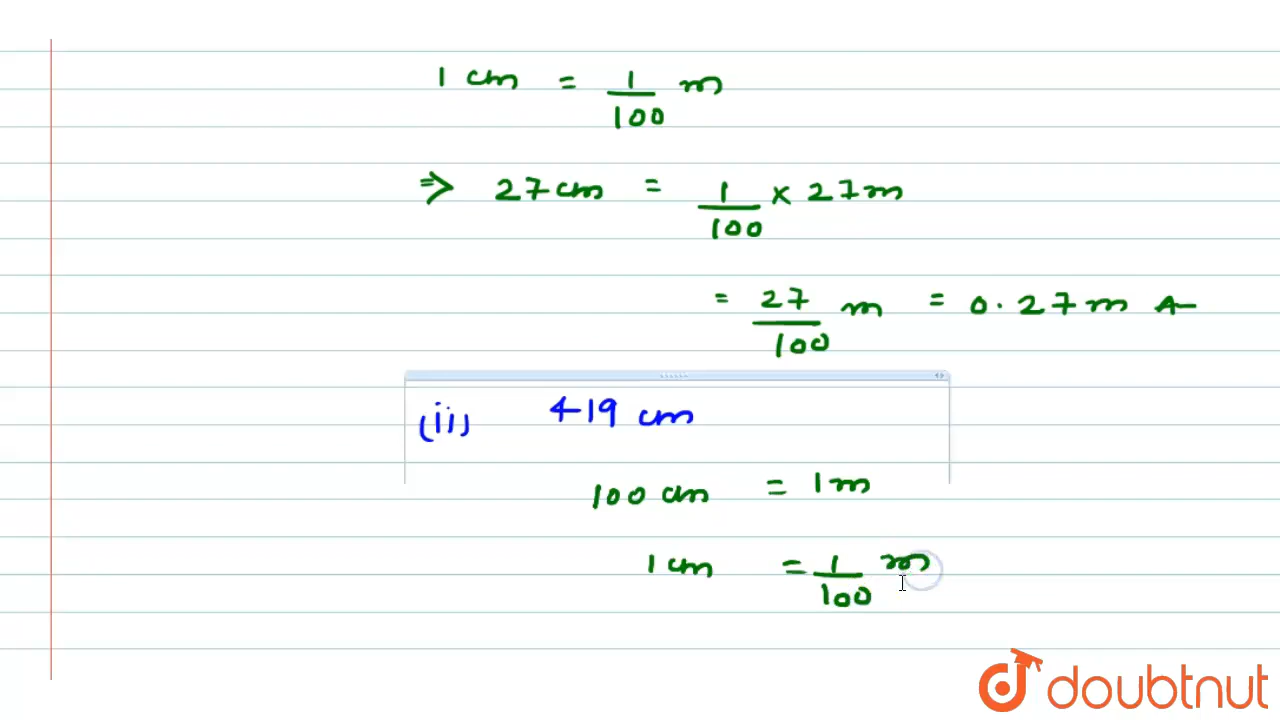 1 cm = 1/100 m
⇒ 27 cm = 1/100 × 27 m
= 27/100 m = 0.27 m A
(ii) 419 cm
100 cm = 1 m
1 cm = 1/100 m
doubtnut